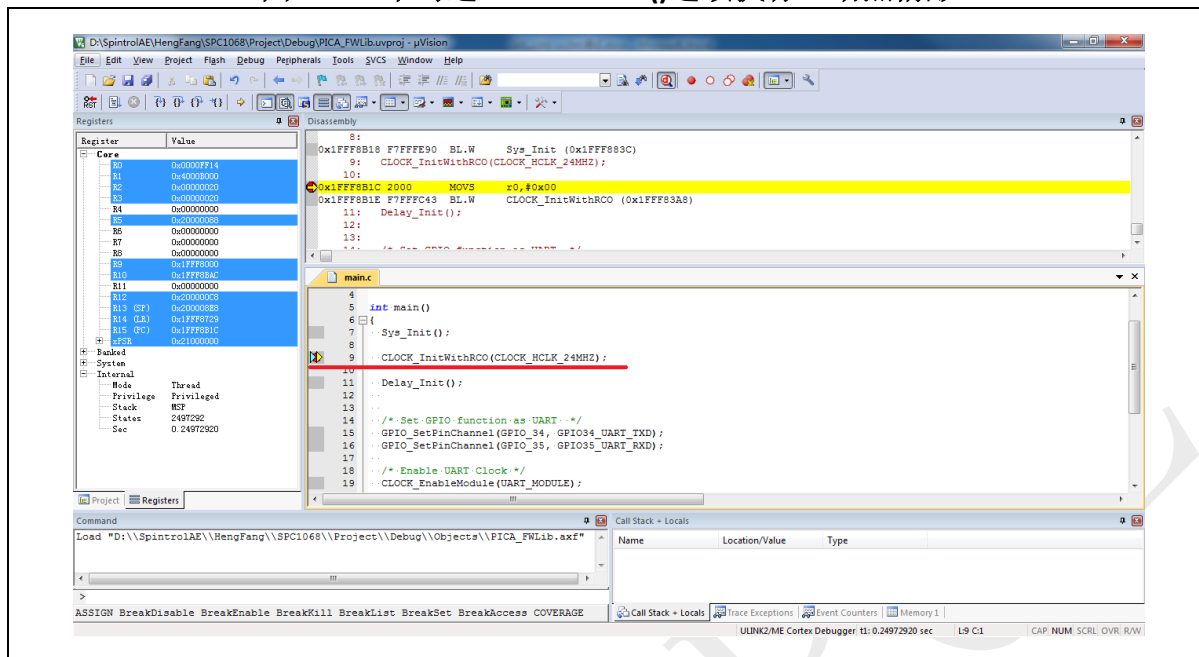 D:\SpintrolAE\HengFang\SPC1068\Project\Debug\PICA_FWLib.uvproj - µVision
File Edit View Project Flash Debug Peripherals Tools SVCS Window Help
Registers
Register Value
Core
R0 0x0000FF14
R1 0x4000B000
R2 0x00000020
R3 0x00000020
R4 0x00000000
R5 0x20000088
R6 0x00000000
R7 0x00000000
R8 0x00000000
R9 0x1FFF8000
R10 0x1FFF8BAC
R11 0x00000000
R12 0x200000C8
R13 (SP) 0x200008E8
R14 (LR) 0x1FFF8729
R15 (PC) 0x1FFF8B1C
xPSR 0x21000000
Banked
System
Internal
Mode Thread
Privilege Privileged
Stack MSP
States 2497292
Sec 0.24972920
Project Registers
Disassembly
8:
0x1FFF8B18 F7FFFE90 BL.W Sys_Init (0x1FFF883C)
9: CLOCK_InitWithRCO(CLOCK_HCLK_24MHZ);
10:
0x1FFF8B1C 2000 MOVS r0,#0x00
0x1FFF8B1E F7FFFC43 BL.W CLOCK_InitWithRCO (0x1FFF83A8)
11: Delay_Init();
12:
13:
14: /* Set GPIO function as UART */
main.c
4
5 int main()
6 {
7 Sys_Init();
8
9 CLOCK_InitWithRCO(CLOCK_HCLK_24MHZ);
10
11 Delay_Init();
12
13
14 /* Set GPIO function as UART */
15 GPIO_SetPinChannel(GPIO_34, GPIO34_UART_TXD);
16 GPIO_SetPinChannel(GPIO_35, GPIO35_UART_RXD);
17
18 /* Enable UART Clock */
19 CLOCK_EnableModule(UART_MODULE);
Command
Load "D:\\SpintrolAE\\HengFang\\SPC1068\\Project\\Debug\\Objects\\PICA_FWLib.axf"
>
ASSIGN BreakDisable BreakEnable BreakKill BreakList BreakSet BreakAccess COVERAGE
Call Stack + Locals
Name Location/Value Type
Call Stack + Locals Trace Exceptions Event Counters Memory 1
ULINK2/ME Cortex Debugger t1: 0.24972920 sec L:9 C:1 CAP NUM SCRL OVR R/W